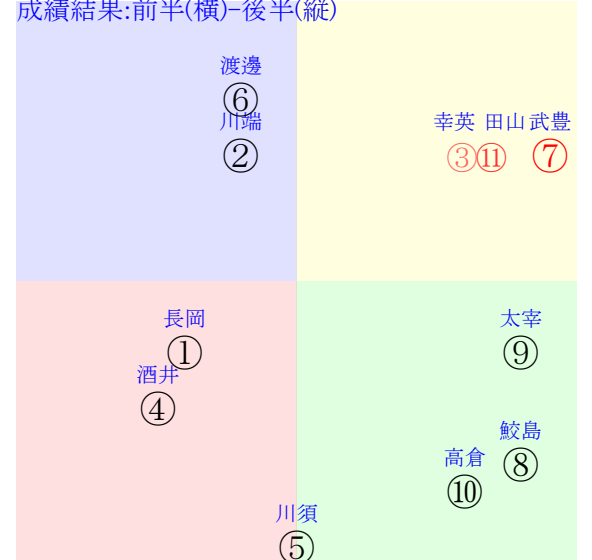 成績結果:前半(横)-後半(縦)
渡邊
⑥
川端
②
幸英 田山 武豊
③ ⑪ ⑦
長岡
①
酒井
④
太宰
⑨
鮫島
⑧
高倉
⑩
川須
⑤